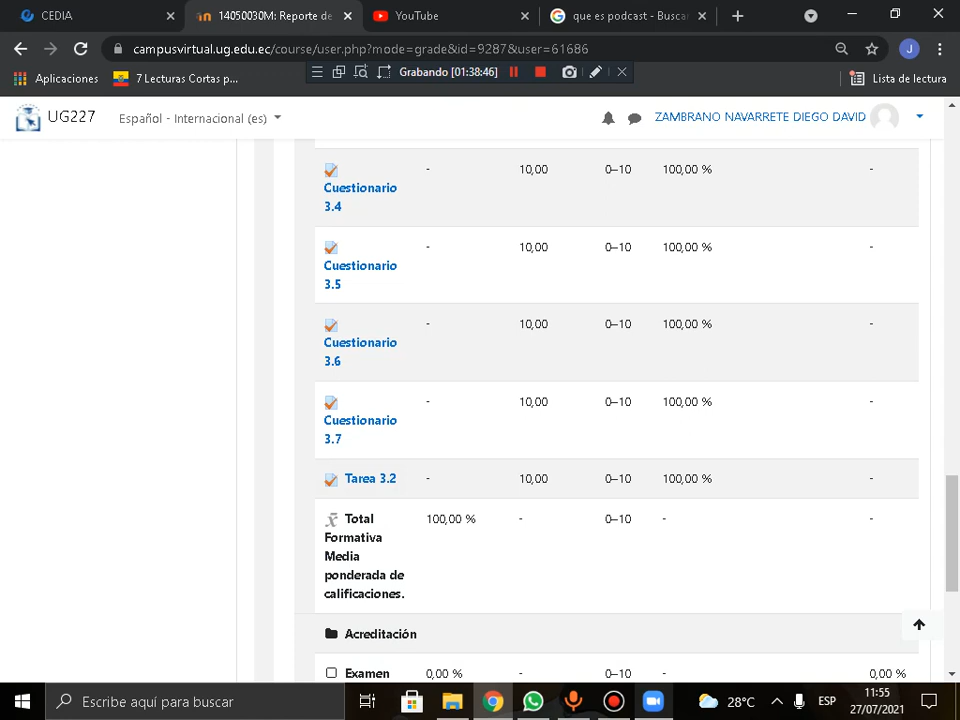 CEDIA
14050030M: Reporte de
YouTube
que es podcast - Buscar
campusvirtual.ug.edu.ec/course/user.php?mode=grade&id=9287&user=61686
J
Aplicaciones
7 Lecturas Cortas p...
Grabando [01:38:46]
Lista de lectura
UG227
Español - Internacional (es)
ZAMBRANO NAVARRETE DIEGO DAVID
Cuestionario 3.4 - 10,00 0–10 100,00 % -
Cuestionario 3.5 - 10,00 0–10 100,00 % -
Cuestionario 3.6 - 10,00 0–10 100,00 % -
Cuestionario 3.7 - 10,00 0–10 100,00 % -
Tarea 3.2 - 10,00 0–10 100,00 % -
x̄ Total 100,00 % - 0–10 - -
Formativa
Media
ponderada de
calificaciones.
Acreditación
Examen 0,00 % - 0–10 - 0,00 %
Escribe aquí para buscar
28°C
ESP
11:55
27/07/2021